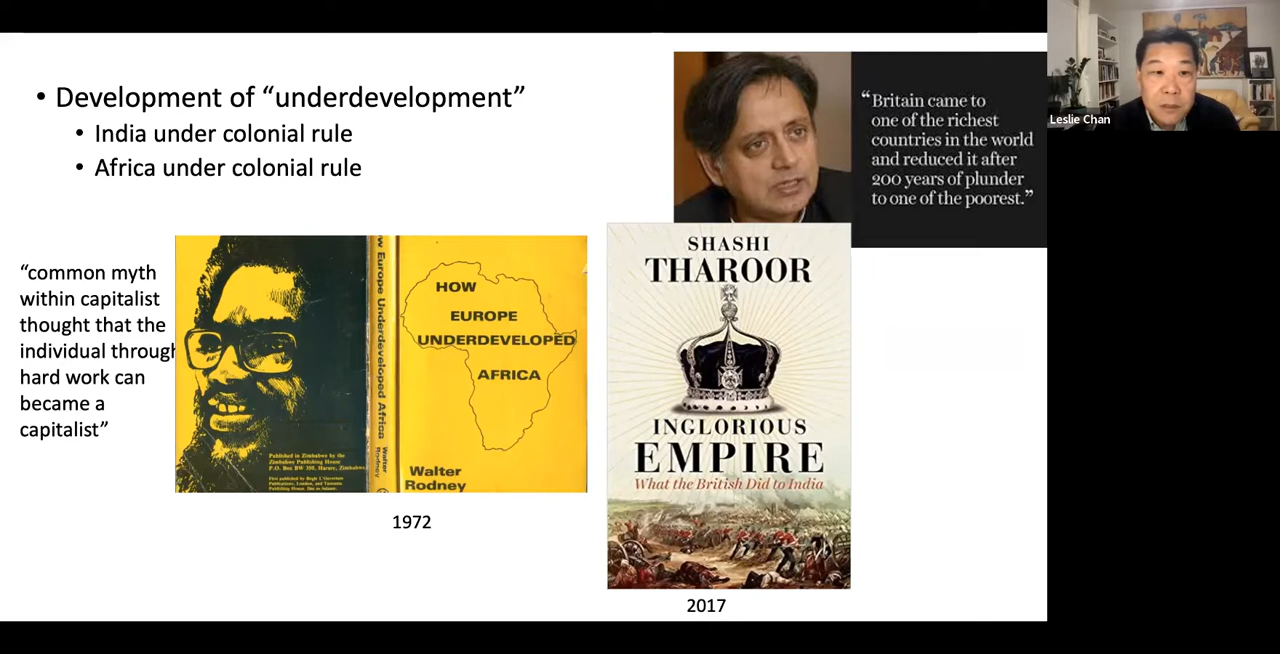 • Development of “underdevelopment”
• India under colonial rule
• Africa under colonial rule
“common myth
within capitalist
thought that the
individual through
hard work can
became a
capitalist”
Published in Zimbabwe by the
Zimbabwe Publishing House
P.O. Box BW 350, Harare, Zimbabwe
First published by Bogle L'Ouverture
Publications, London, and Tanzania
Publishing House, Dar es Salaam.
w Europe Underdeveloped Africa Walter Rodney
HOW
EUROPE
UNDERDEVELOPED
AFRICA
Walter
Rodney
1972
“Britain came to
one of the richest
countries in the world
and reduced it after
200 years of plunder
to one of the poorest.”
SHASHI
THAROOR
INGLORIOUS
EMPIRE
What the British Did to India
2017
Leslie Chan